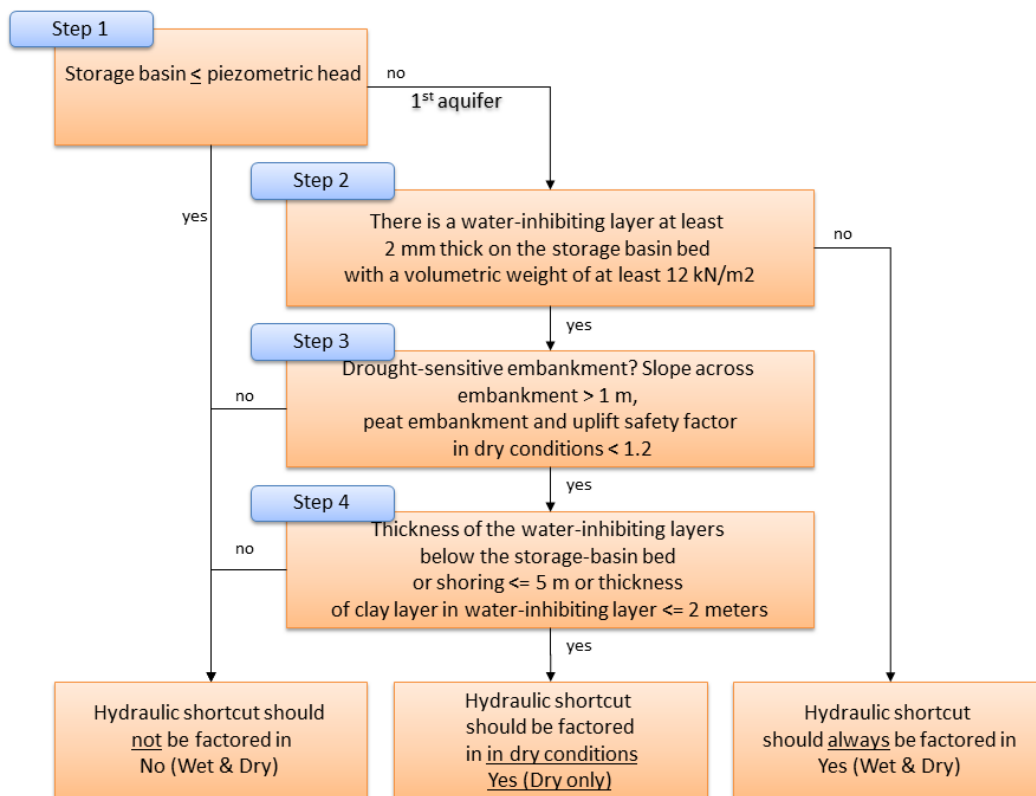 Step 1
Storage basin ≤ piezometric head
no
1st aquifer
yes
Step 2
There is a water-inhibiting layer at least
2 mm thick on the storage basin bed
with a volumetric weight of at least 12 kN/m2
no
yes
Step 3
Drought-sensitive embankment? Slope across
embankment > 1 m,
peat embankment and uplift safety factor
in dry conditions < 1.2
no
yes
Step 4
Thickness of the water-inhibiting layers
below the storage-basin bed
or shoring <= 5 m or thickness
of clay layer in water-inhibiting layer <= 2 meters
no
yes
Hydraulic shortcut should
not be factored in
No (Wet & Dry)
Hydraulic shortcut
should be factored
in in dry conditions
Yes (Dry only)
Hydraulic shortcut
should always be factored in
Yes (Wet & Dry)